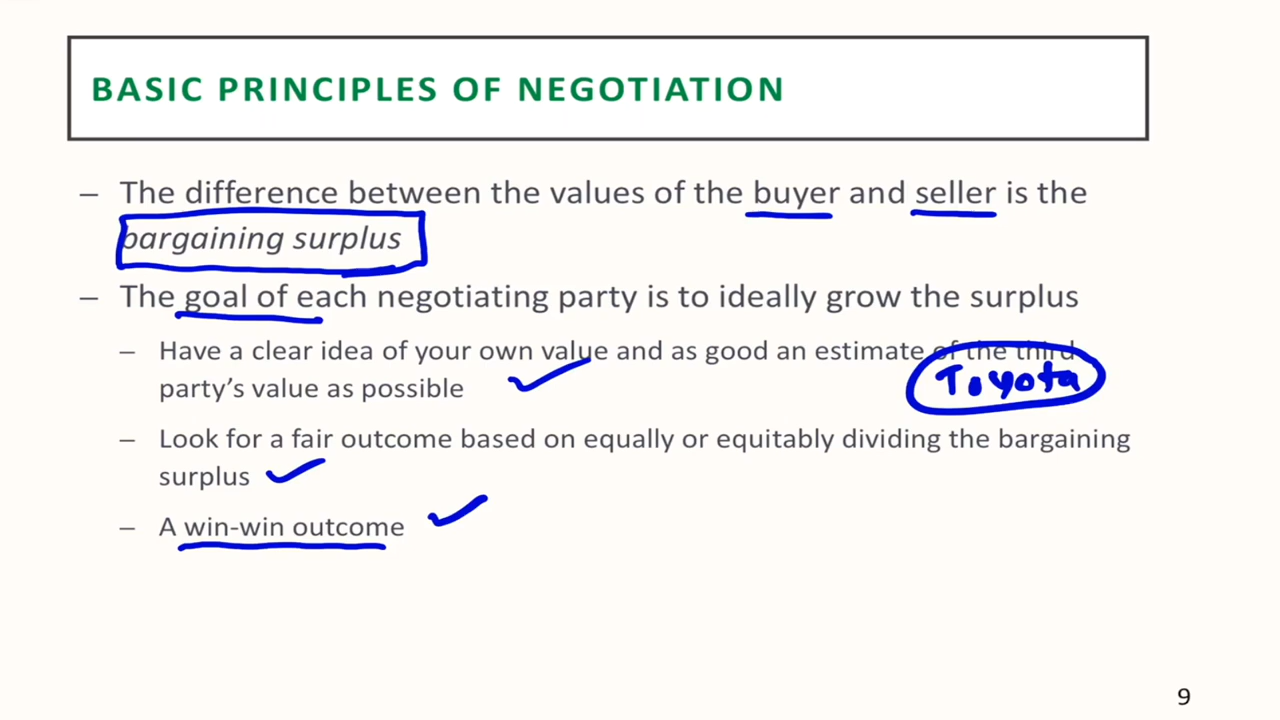 BASIC PRINCIPLES OF NEGOTIATION
– The difference between the values of the buyer and seller is the
bargaining surplus
– The goal of each negotiating party is to ideally grow the surplus
– Have a clear idea of your own value and as good an estimate of the third
party's value as possible
Toyota
– Look for a fair outcome based on equally or equitably dividing the bargaining
surplus
– A win-win outcome
9